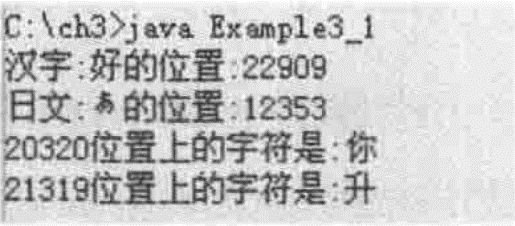 C:\ch3>java Example3_1
汉字:好的位置:22909
日文:ぁ的位置:12353
20320位置上的字符是:你
21319位置上的字符是:升